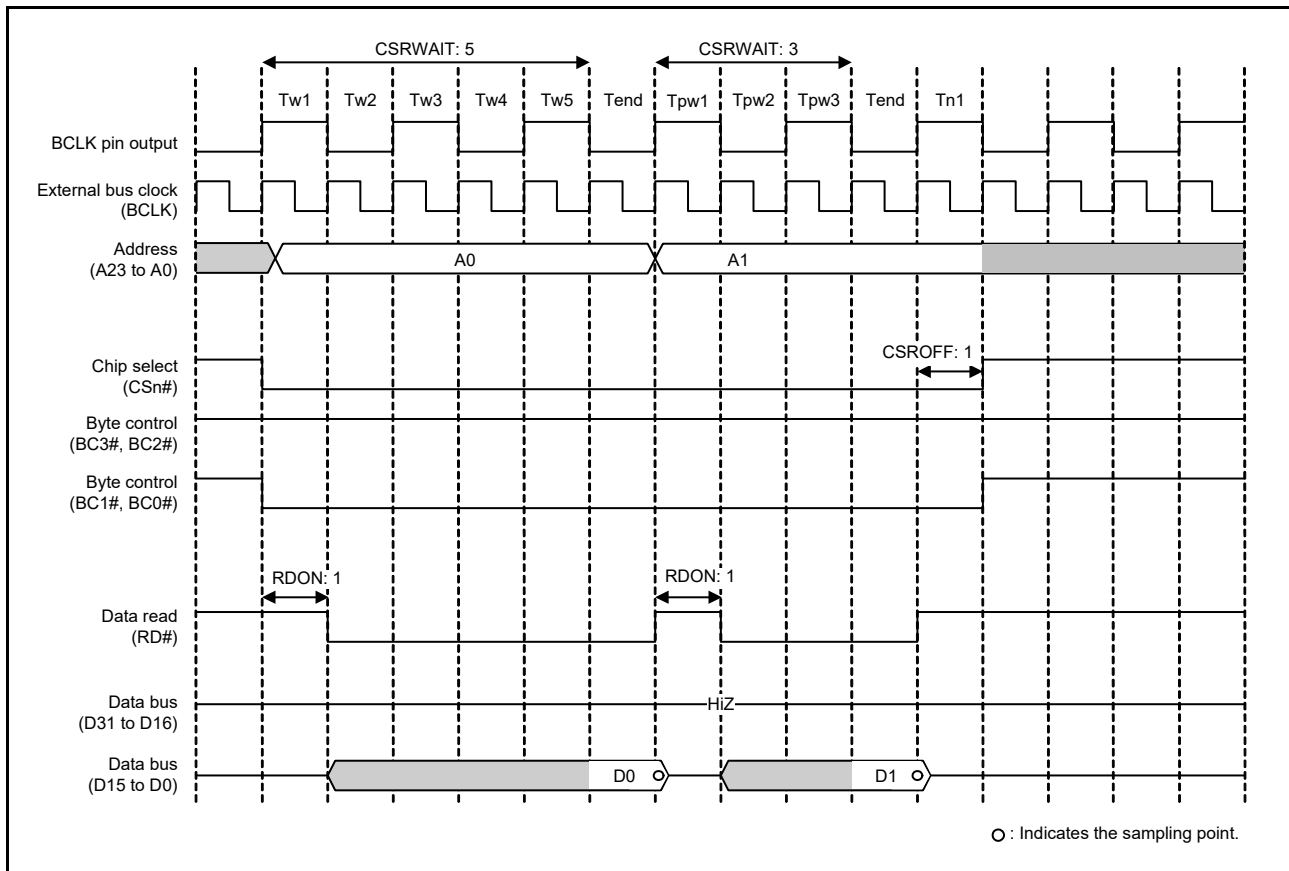 CSRWAIT: 5
CSRWAIT: 3
Tw1 Tw2 Tw3 Tw4 Tw5 Tend Tpw1 Tpw2 Tpw3 Tend Tn1
BCLK pin output
External bus clock
(BCLK)
Address
(A23 to A0)
A0
A1
CSROFF: 1
Chip select
(CSn#)
Byte control
(BC3#, BC2#)
Byte control
(BC1#, BC0#)
RDON: 1
RDON: 1
Data read
(RD#)
Data bus
(D31 to D16)
HiZ
Data bus
(D15 to D0)
D0
D1
: Indicates the sampling point.